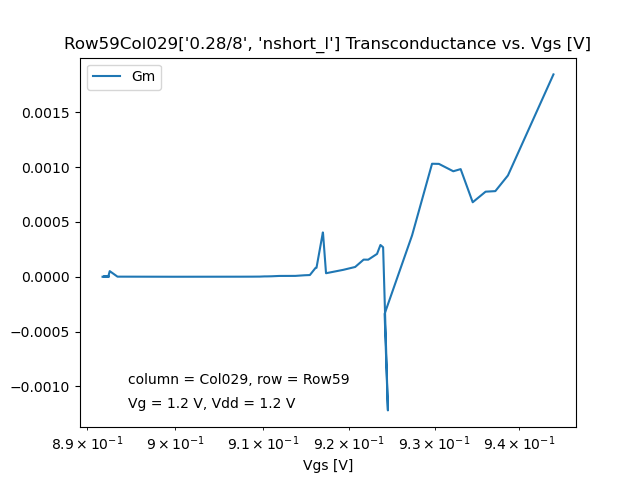 Row59Col029['0.28/8', 'nshort_l'] Transconductance vs. Vgs [V]
Gm
0.0015
0.0010
0.0005
0.0000
−0.0005
−0.0010
column = Col029, row = Row59
Vg = 1.2 V, Vdd = 1.2 V
8.9 × 10⁻¹ 9 × 10⁻¹ 9.1 × 10⁻¹ 9.2 × 10⁻¹ 9.3 × 10⁻¹ 9.4 × 10⁻¹
Vgs [V]